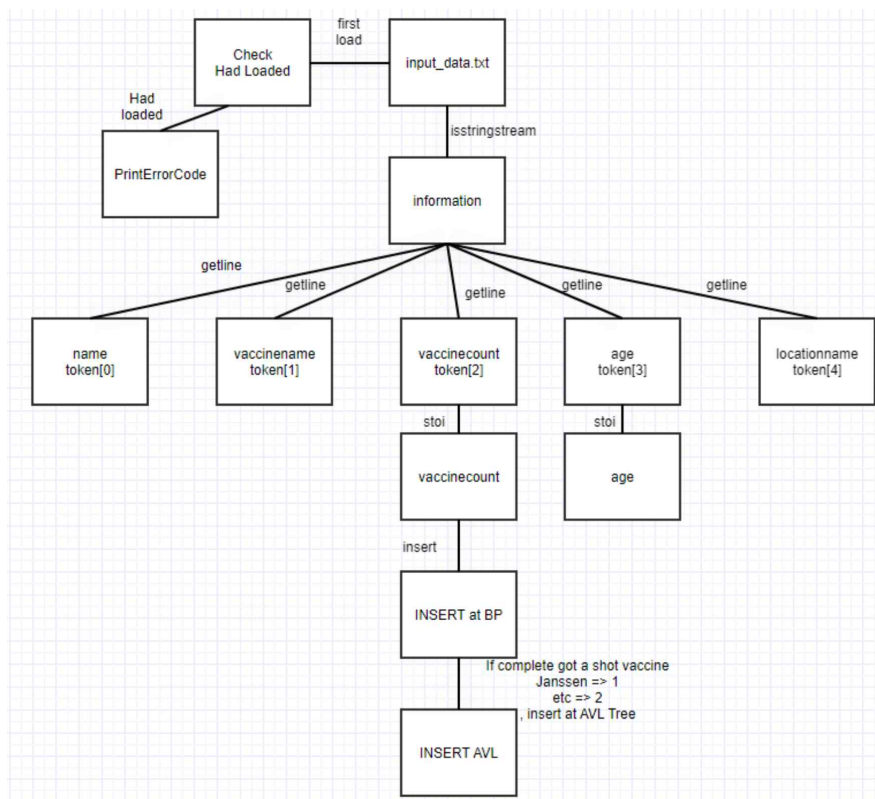 first
load
Check
Had Loaded
input_data.txt
Had
loaded
isstringstream
PrintErrorCode
information
getline
getline
getline
getline
getline
name
token[0]
vaccinename
token[1]
vaccinecount
token[2]
age
token[3]
locationname
token[4]
stoi
stoi
vaccinecount
age
insert
INSERT at BP
If complete got a shot vaccine
Janssen => 1
etc => 2
, insert at AVL Tree
INSERT AVL